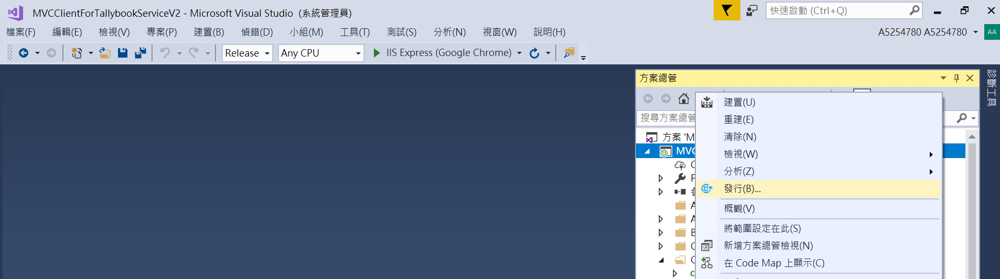 MVCClientForTallybookServiceV2 - Microsoft Visual Studio (系統管理員)
快速啟動 (Ctrl+Q)
檔案(F) 編輯(E) 檢視(V) 專案(P) 建置(B) 偵錯(D) 小組(M) 工具(T) 測試(S) 分析(N) 視窗(W) 說明(H)
A5254780 A5254780
AA
Release
Any CPU
IIS Express (Google Chrome)
方案總管
診斷工具
搜尋方案總管
方案 'M
MVC
建置(U)
重建(E)
清除(N)
檢視(W)
分析(Z)
發行(B)...
概觀(V)
將範圍設定在此(S)
新增方案總管檢視(N)
在 Code Map 上顯示(C)